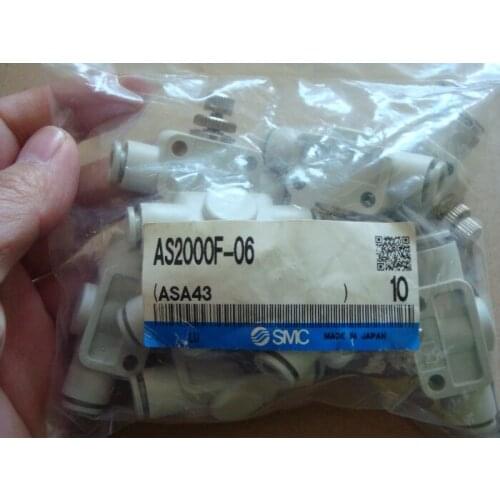 AS2000F-06
(ASA43 ) 10
SMC MADE IN JAPAN